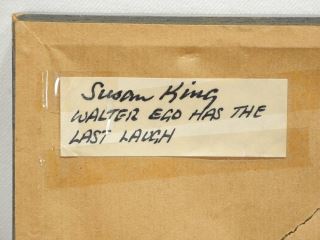 Susan King
WALTER EGO HAS THE
LAST LAUGH